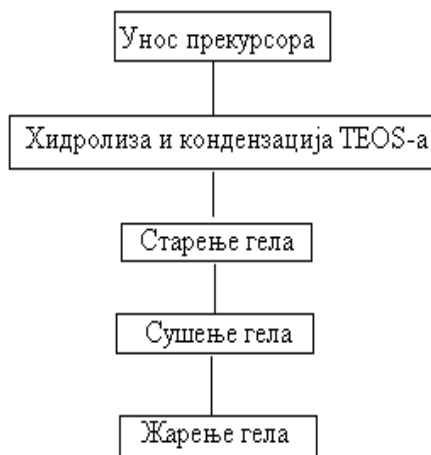 Унос прекурсора
Хидролиза и кондензација TEOS-а
Старење гела
Сушење гела
Жарење гела